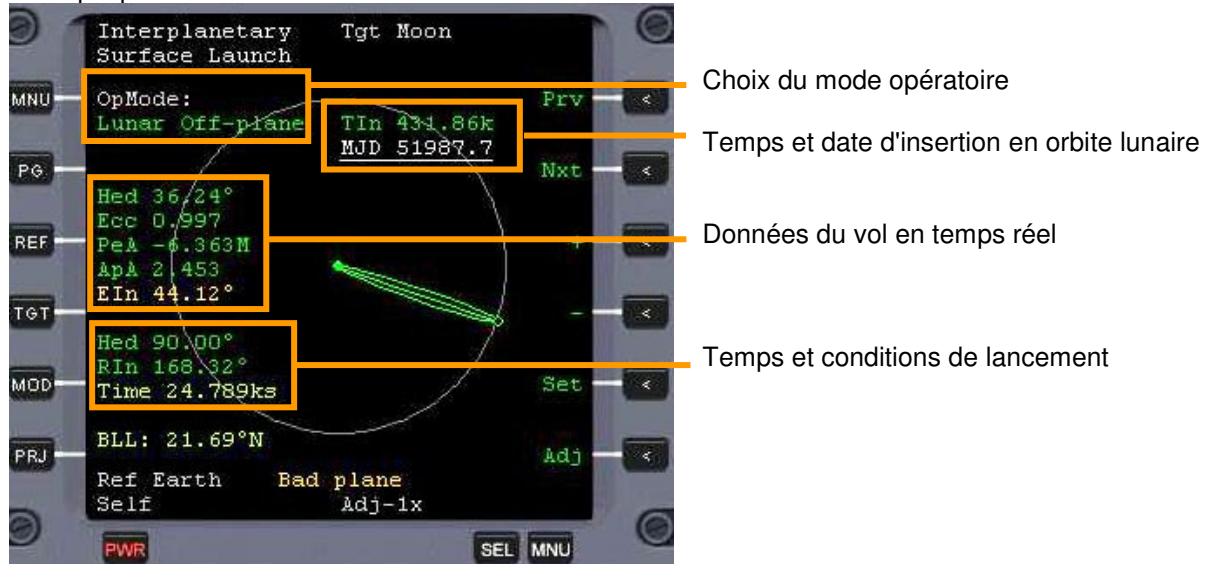 Interplanetary Tgt Moon
Surface Launch
OpMode:
Lunar Off-plane
TIn 431.86k
MJD 51987.7
Hed 36.24°
Ecc 0.997
PeA -6.363M
ApA 2.453
EIn 44.12°
Hed 90.00°
RIn 168.32°
Time 24.789ks
BLL: 21.69°N
Ref Earth Bad plane
Self Adj-1x
MNU
PG
REF
TGT
MOD
PRJ
Prv <
Nxt <
+ <
- <
Set <
Adj <
PWR SEL MNU
Choix du mode opératoire
Temps et date d'insertion en orbite lunaire
Données du vol en temps réel
Temps et conditions de lancement